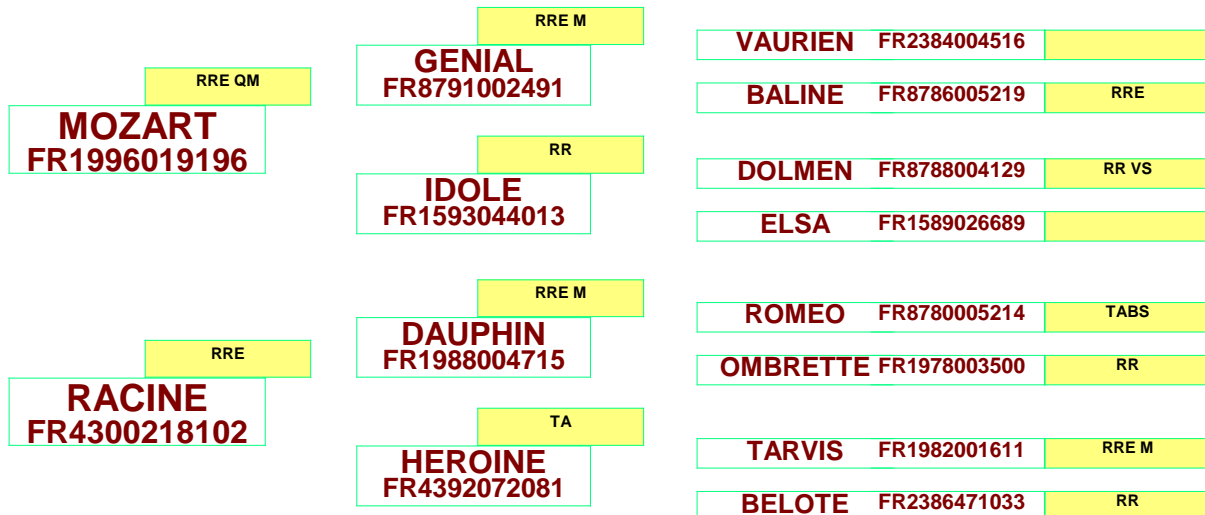 RRE QM
MOZART
FR1996019196
RRE M
GENIAL
FR8791002491
RR
IDOLE
FR1593044013
VAURIEN FR2384004516
BALINE FR8786005219 RRE
DOLMEN FR8788004129 RR VS
ELSA FR1589026689
RRE
RACINE
FR4300218102
RRE M
DAUPHIN
FR1988004715
TA
HEROINE
FR4392072081
ROMEO FR8780005214 TABS
OMBRETTE FR1978003500 RR
TARVIS FR1982001611 RRE M
BELOTE FR2386471033 RR